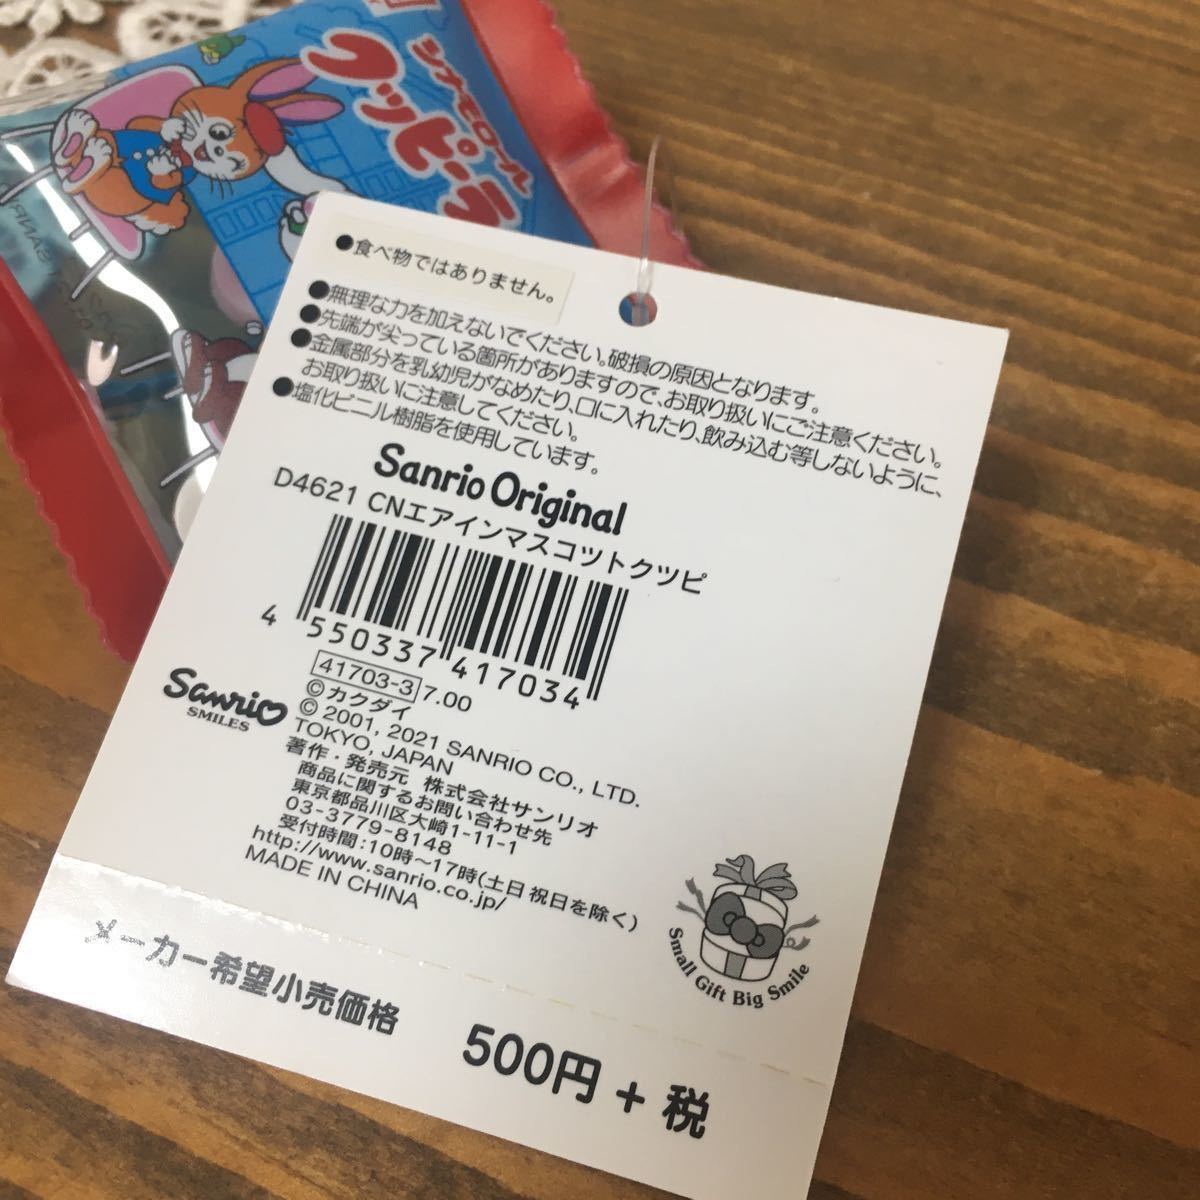 シナモロール
クッピーラ
●食べ物ではありません。
●無理な力を加えないでください。破損の原因となります。
●先端が尖っている箇所がありますので、お取り扱いにご注意ください。
●金属部分を乳幼児がなめたり、口に入れたり、飲み込む等しないように、
お取り扱いに注意してください。
●塩化ビニル樹脂を使用しています。
Sanrio Original
D4621 CNエアインマスコットクツピ
4 550337 417034
41703-3 7.00
© カクダイ
© 2001, 2021 SANRIO CO., LTD.
TOKYO, JAPAN
著作・発売元 株式会社サンリオ
商品に関するお問い合わせ先
東京都品川区大崎1-11-1
03-3779-8148
受付時間:10時～17時(土日祝日を除く)
http://www.sanrio.co.jp/
MADE IN CHINA
Sanrio
SMILES
Small Gift Big Smile
メーカー希望小売価格 500円 + 税